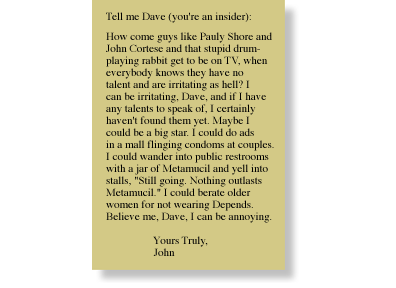 Tell me Dave (you're an insider):
How come guys like Pauly Shore and
John Cortese and that stupid drum-
playing rabbit get to be on TV, when
everybody knows they have no
talent and are irritating as hell? I
can be irritating, Dave, and if I have
any talents to speak of, I certainly
haven't found them yet. Maybe I
could be a big star. I could do ads
in a mall flinging condoms at couples.
I could wander into public restrooms
with a jar of Metamucil and yell into
stalls, "Still going. Nothing outlasts
Metamucil." I could berate older
women for not wearing Depends.
Believe me, Dave, I can be annoying.
Yours Truly,
John